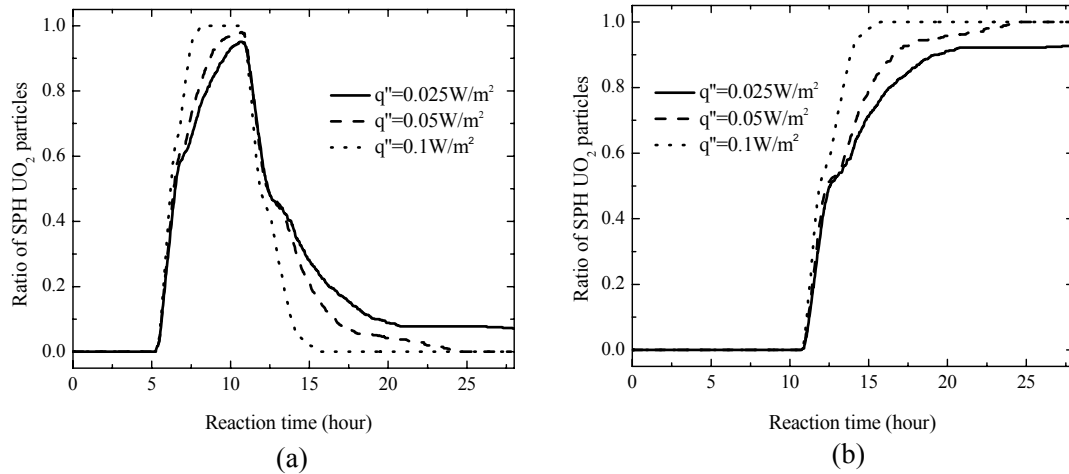 1.0
0.8
0.6
0.4
0.2
0.0
Ratio of SPH UO₂ particles
q"=0.025W/m²
q"=0.05W/m²
q"=0.1W/m²
0 5 10 15 20 25
Reaction time (hour)
(a)
1.0
0.8
0.6
0.4
0.2
0.0
Ratio of SPH UO₂ particles
q"=0.025W/m²
q"=0.05W/m²
q"=0.1W/m²
0 5 10 15 20 25
Reaction time (hour)
(b)